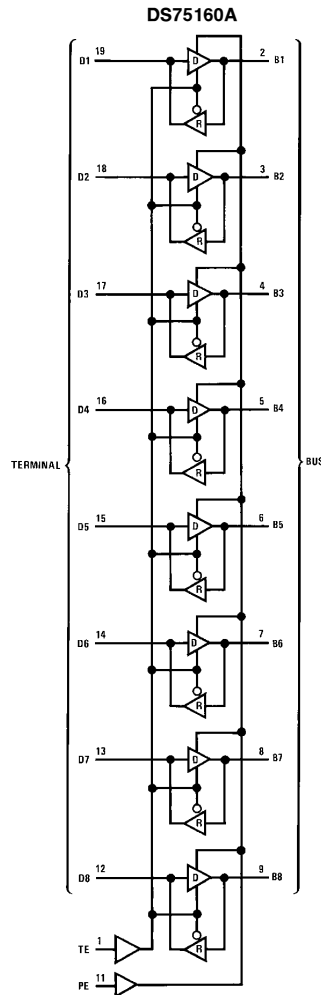 DS75160A
D1 19 D 2 B1
R
D2 18 D 3 B2
R
D3 17 D 4 B3
R
D4 16 D 5 B4
R
TERMINAL BUS
D5 15 D 6 B5
R
D6 14 D 7 B6
R
D7 13 D 8 B7
R
D8 12 D 9 B8
R
TE 1
PE 11